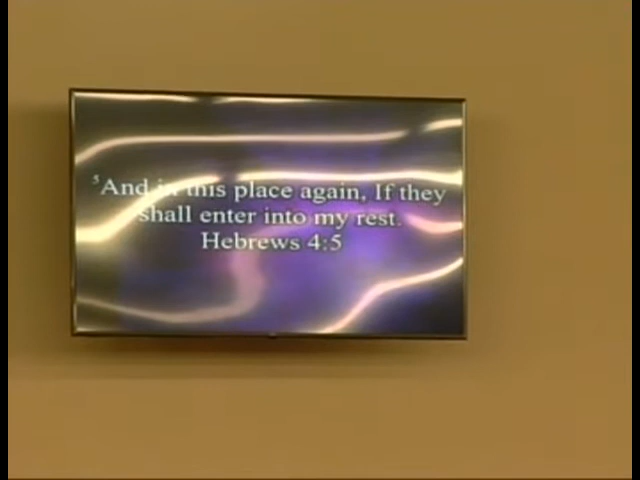 5And in this place again, If they
shall enter into my rest.
Hebrews 4:5